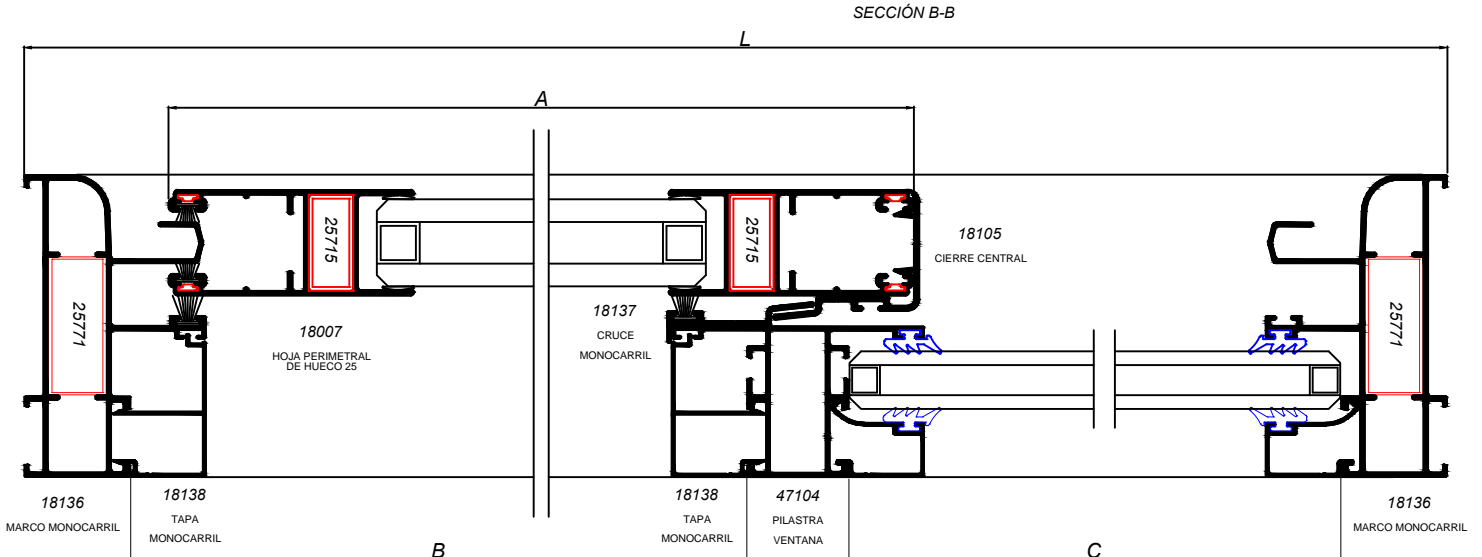 SECCIÓN B-B
L
A
25715
25715
18105
CIERRE CENTRAL
25771
25771
18007
HOJA PERIMETRAL
DE HUECO 25
18137
CRUCE
MONOCARRIL
18136
MARCO MONOCARRIL
18138
TAPA
MONOCARRIL
18138
TAPA
MONOCARRIL
47104
PILASTRA
VENTANA
18136
MARCO MONOCARRIL
B
C